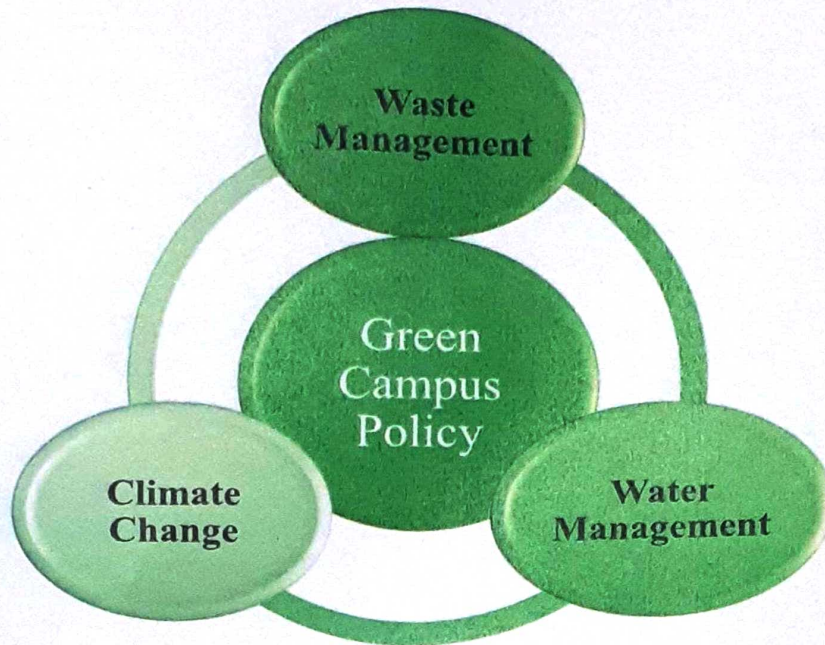 Waste
Management
Green
Campus
Policy
Climate
Change
Water
Management